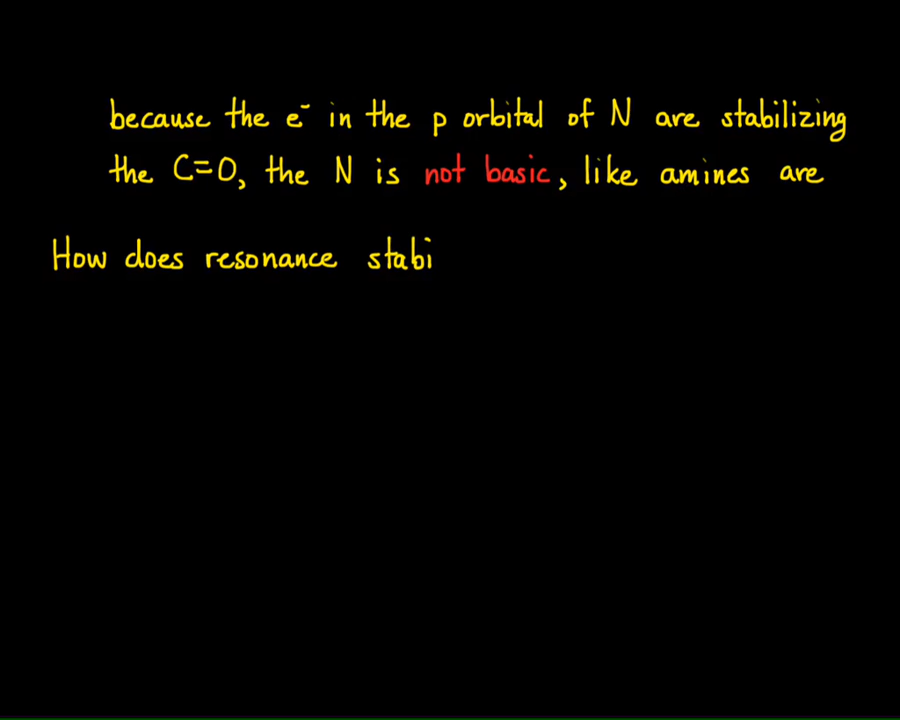 because the e⁻ in the p orbital of N are stabilizing
the C=O, the N is not basic, like amines are
How does resonance stabi